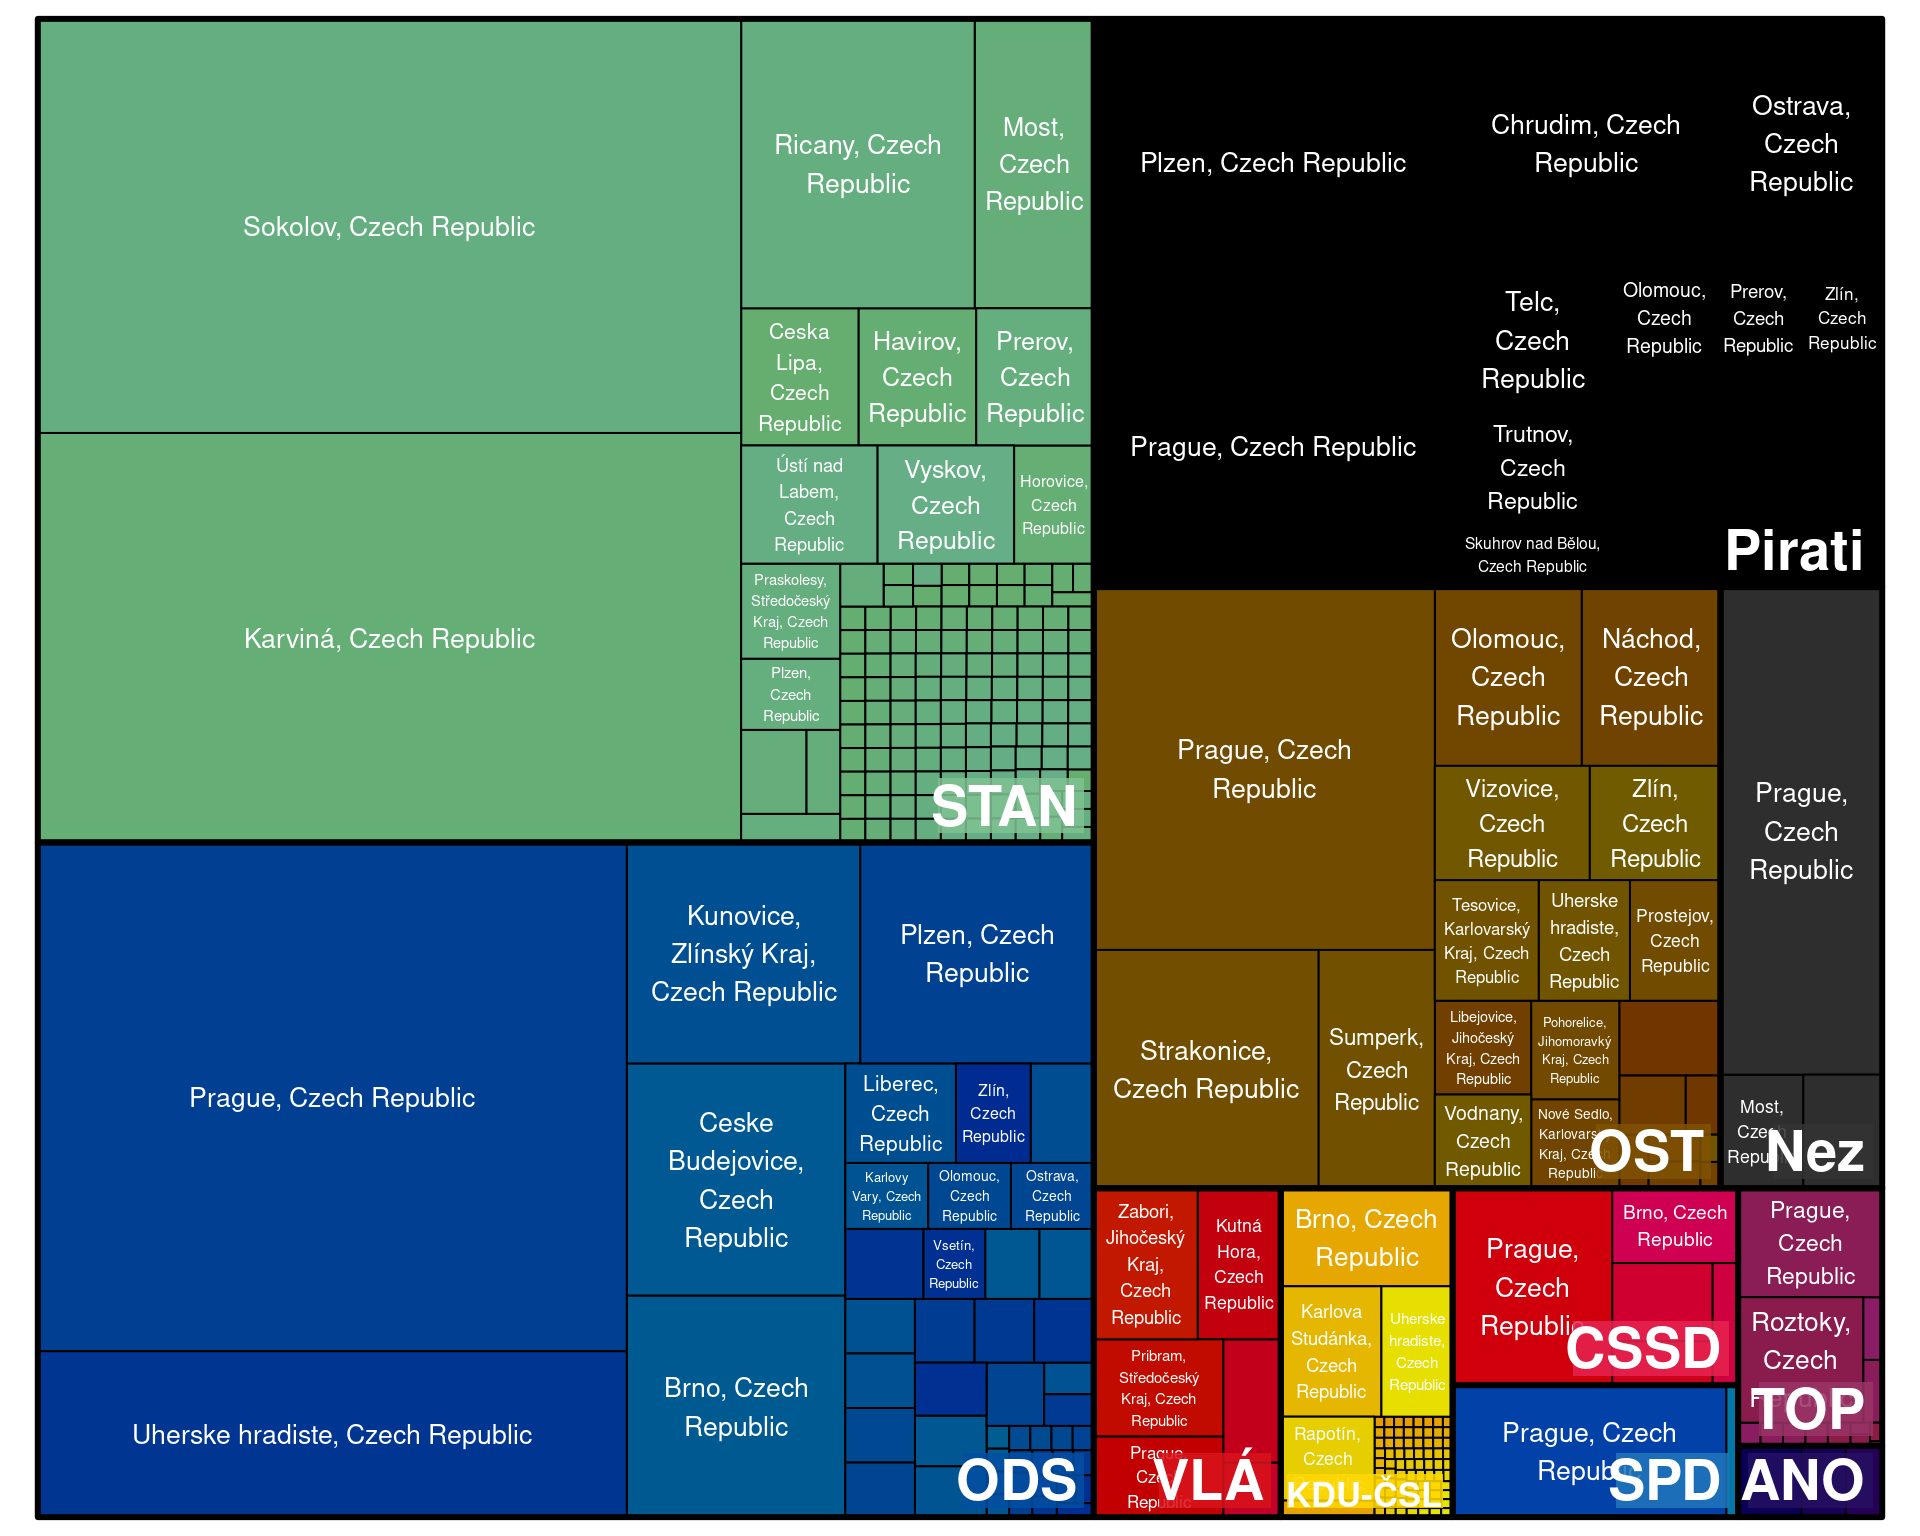 Sokolov, Czech Republic
Karviná, Czech Republic
Ricany, Czech
Republic
Most,
Czech
Republic
Ceska
Lipa,
Czech
Republic
Havirov,
Czech
Republic
Prerov,
Czech
Republic
Ústí nad
Labem,
Czech
Republic
Vyskov,
Czech
Republic
Horovice,
Czech
Republic
Praskolesy,
Středočeský
Kraj, Czech
Republic
Plzen,
Czech
Republic
STAN
Prague, Czech Republic
Uherske hradiste, Czech Republic
Kunovice,
Zlínský Kraj,
Czech Republic
Plzen, Czech
Republic
Ceske
Budejovice,
Czech
Republic
Brno, Czech
Republic
Liberec,
Czech
Republic
Zlín,
Czech
Republic
Karlovy
Vary, Czech
Republic
Olomouc,
Czech
Republic
Ostrava,
Czech
Republic
Vsetín,
Czech
Republic
ODS
Plzen, Czech Republic
Prague, Czech Republic
Chrudim, Czech
Republic
Ostrava,
Czech
Republic
Telc,
Czech
Republic
Olomouc,
Czech
Republic
Prerov,
Czech
Republic
Zlín,
Czech
Republic
Trutnov,
Czech
Republic
Skuhrov nad Bělou,
Czech Republic
Pirati
Prague, Czech
Republic
Strakonice,
Czech Republic
Sumperk,
Czech
Republic
Olomouc,
Czech
Republic
Náchod,
Czech
Republic
Vizovice,
Czech
Republic
Zlín,
Czech
Republic
Tesovice,
Karlovarský
Kraj, Czech
Republic
Uherske
hradiste,
Czech
Republic
Prostejov,
Czech
Republic
Libejovice,
Jihočeský
Kraj, Czech
Republic
Pohorelice,
Jihomoravký
Kraj, Czech
Republic
Vodnany,
Czech
Republic
Nové Sedlo,
Kraj,
OST
Prague,
Czech
Republic
Most,
Nez
Zabori,
Jihočeský
Kraj,
Czech
Republic
Kutná
Hora,
Czech
Republic
Pribram,
Středočeský
Kraj, Czech
Republic
Prague
VLÁ
Brno, Czech
Republic
Karlova
Studánka,
Czech
Republic
Uherske
hradiste,
Czech
Republic
Rapotín,
Czech
KDU-ČSL
Prague,
Czech
Brno, Czech
Republic
CSSD
Prague, Czech
SPD
Prague,
Czech
Republic
Roztoky,
Czech
TOP
ANO